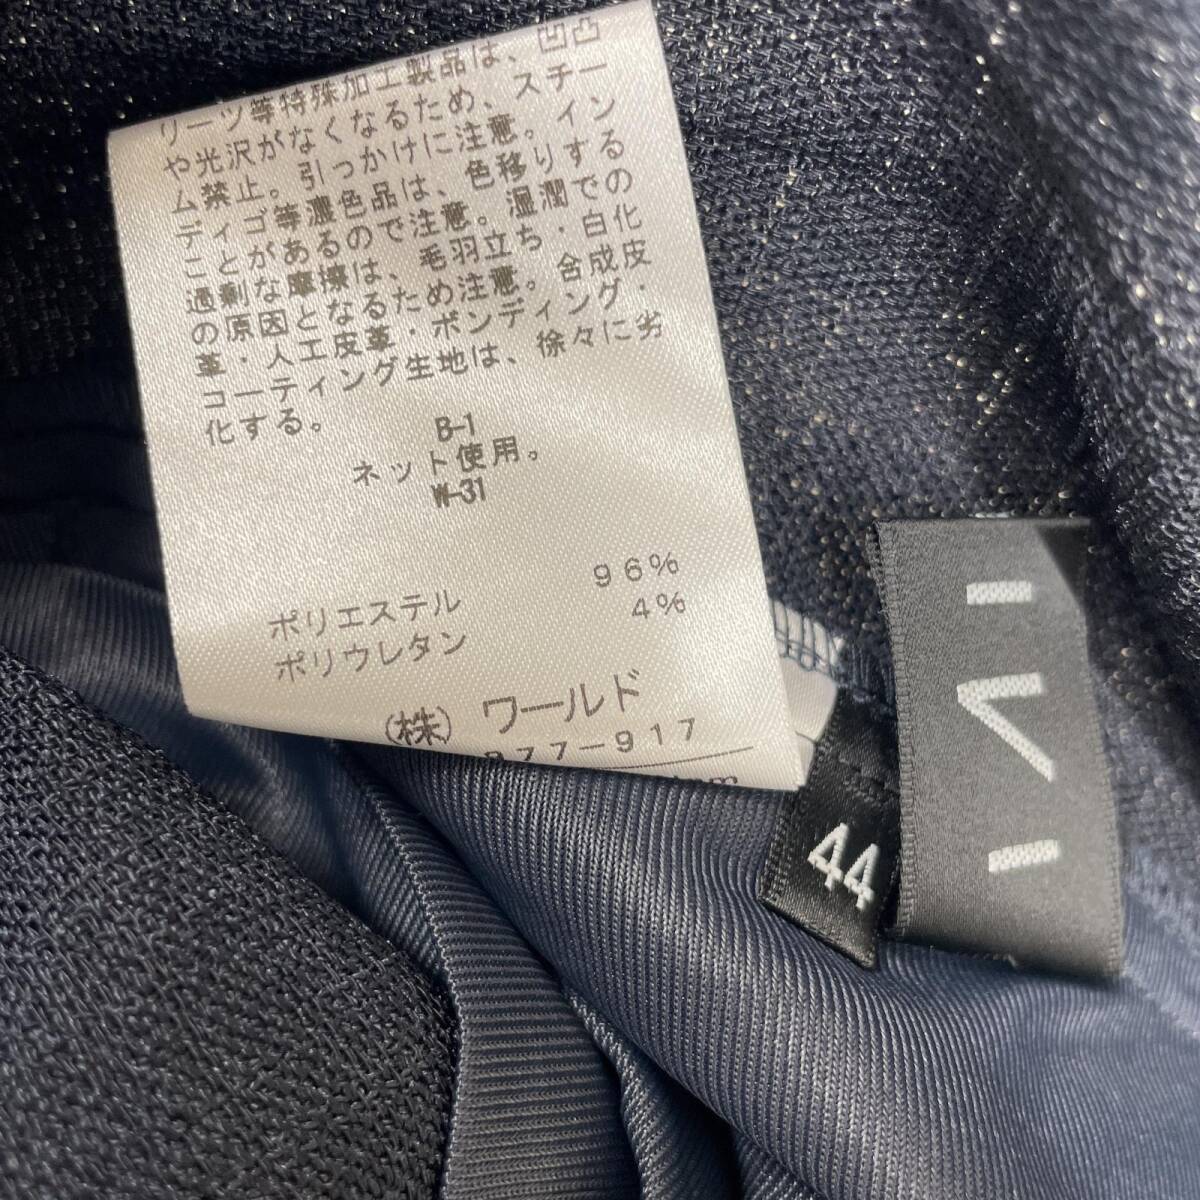 リーツ等特殊加工製品は、凹凸
や光沢がなくなるため、スチー
ム禁止。引っかけに注意。イン
ディゴ等濃色品は、色移りする
ことがあるので注意。湿潤での
過剰な摩擦は、毛羽立ち・白化
の原因となるため注意。合成皮
革・人工皮革・ボンディング・
コーティング生地は、徐々に劣
化する。
B-1
ネット使用。
W-31
ポリエステル 96%
ポリウレタン 4%
(株) ワールド
977-917
44